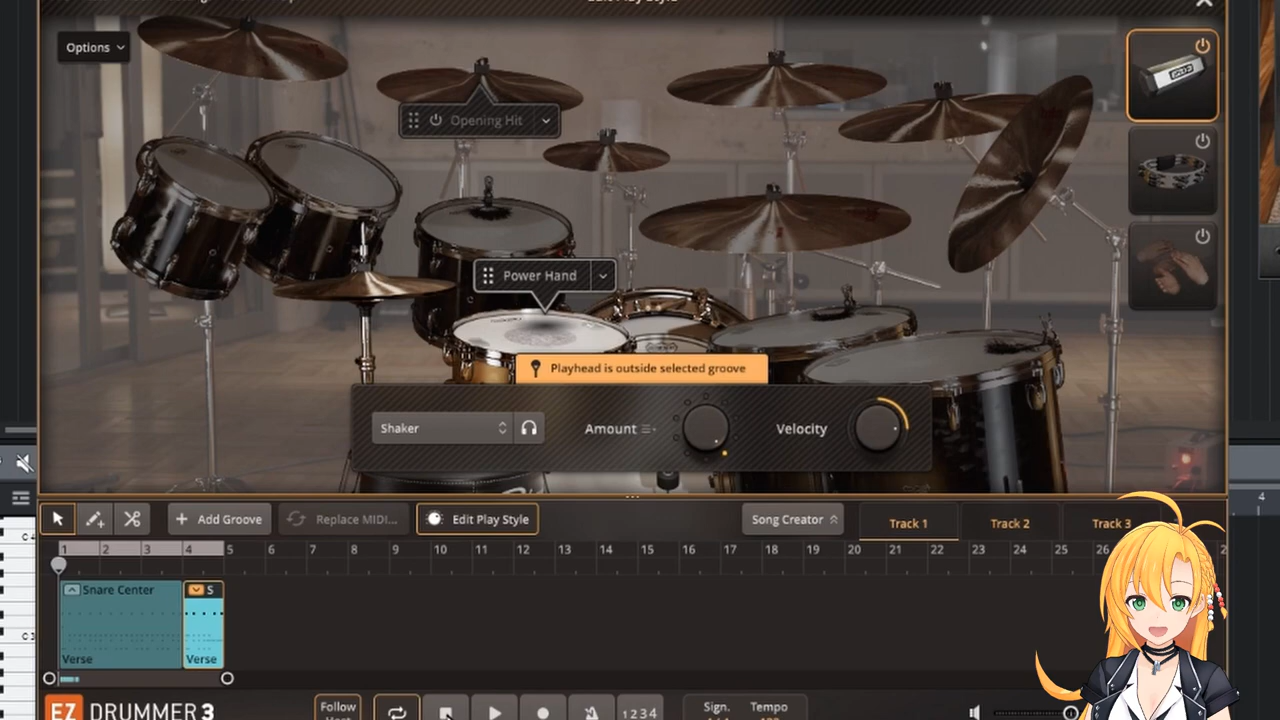 Options
Opening Hit
Power Hand
Playhead is outside selected groove
Shaker
Amount
Velocity
Add Groove
Replace MIDI...
Edit Play Style
Song Creator
Track 1
Track 2
Track 3
4
1 2 3 4 5 6 7 8 9 10 11 12 13 14 15 16 17 18 19 20 21 22 23 24 25 26
C4
Snare Center
S
C3
Verse
Verse
EZ DRUMMER 3
Follow
1234
Sign.
Tempo